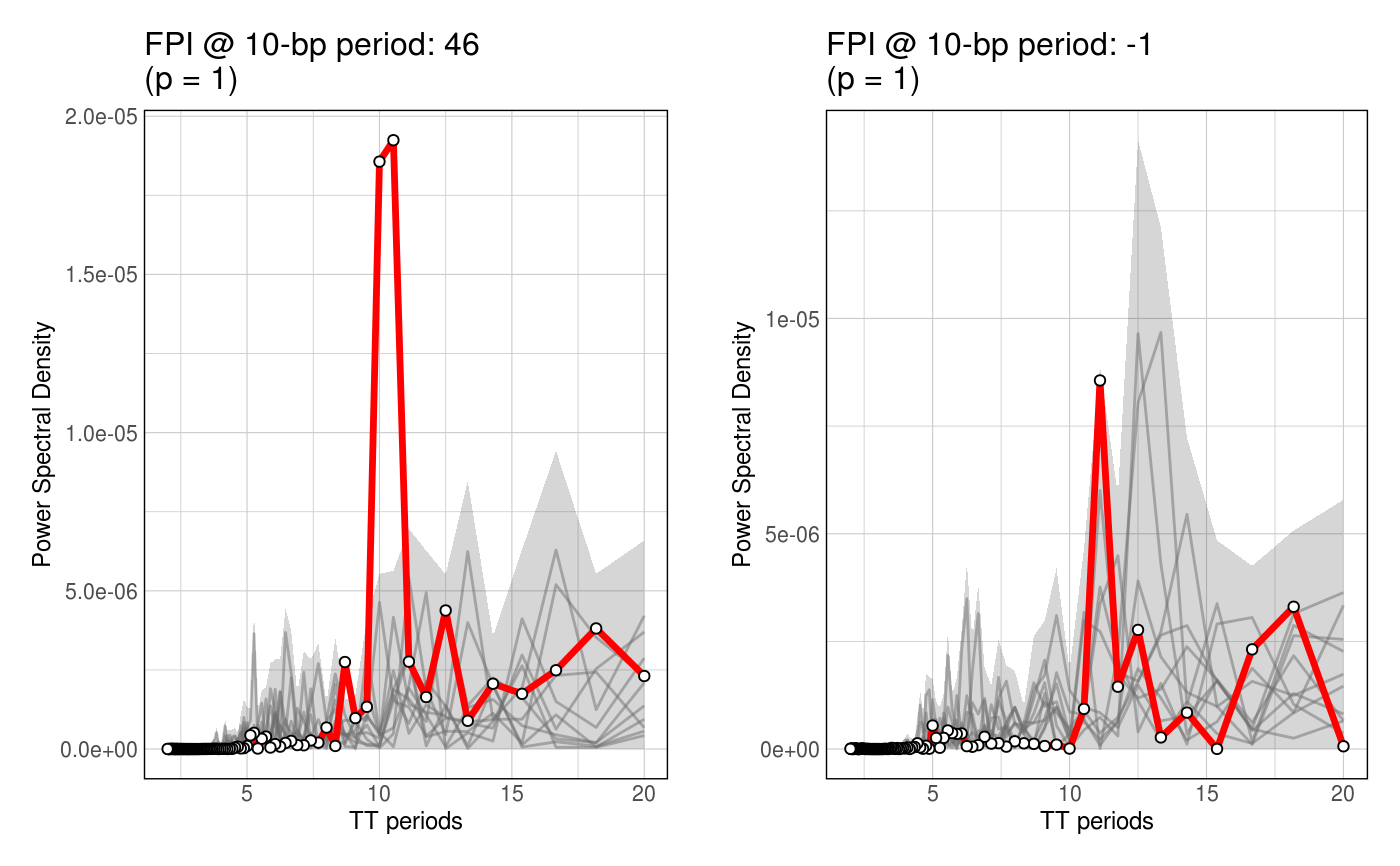 FPI @ 10-bp period: 46
(p = 1)
2.0e-05
1.5e-05
1.0e-05
5.0e-06
0.0e+00
Power Spectral Density
5
10
15
20
TT periods
FPI @ 10-bp period: -1
(p = 1)
1e-05
5e-06
0e+00
Power Spectral Density
5
10
15
20
TT periods